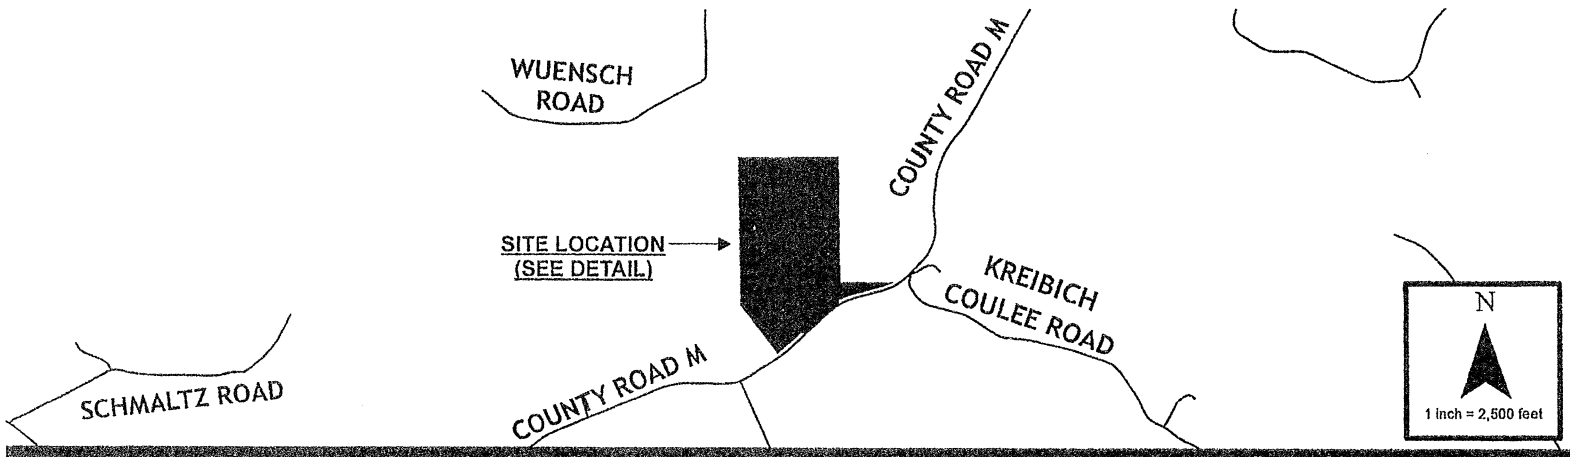 WUENSCH
ROAD
COUNTY ROAD M
SITE LOCATION
(SEE DETAIL)
KREIBICH
COULEE ROAD
N
1 inch = 2,500 feet
SCHMALTZ ROAD
COUNTY ROAD M